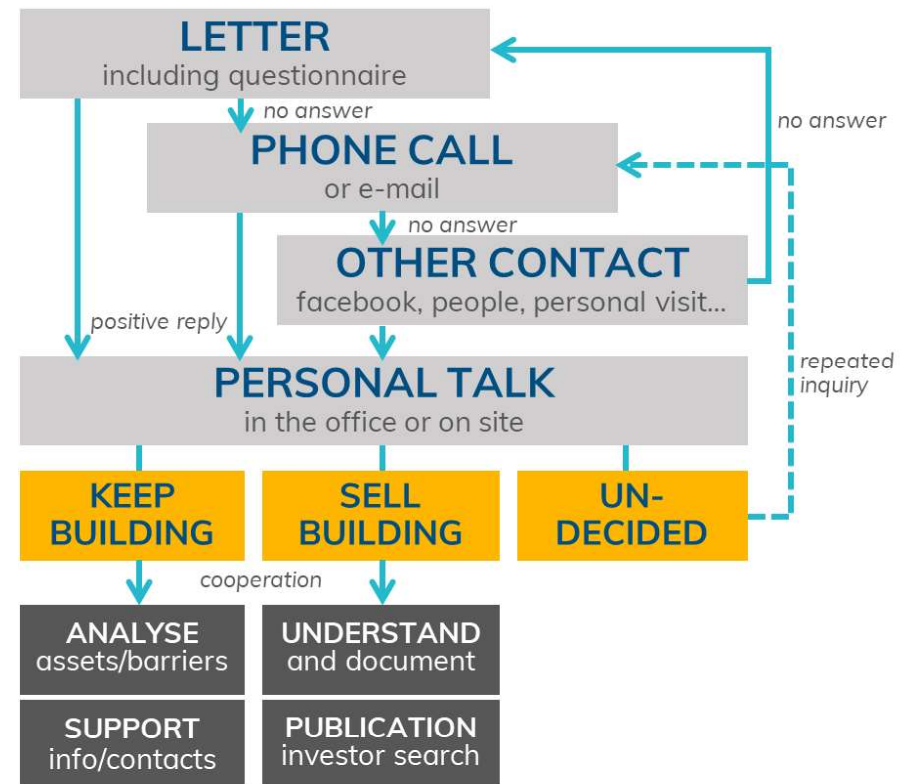 LETTER
including questionnaire
no answer
no answer
PHONE CALL
or e-mail
no answer
OTHER CONTACT
facebook, people, personal visit...
positive reply
repeated
inquiry
PERSONAL TALK
in the office or on site
KEEP
BUILDING
SELL
BUILDING
UN-
DECIDED
cooperation
ANALYSE
assets/barriers
UNDERSTAND
and document
SUPPORT
info/contacts
PUBLICATION
investor search